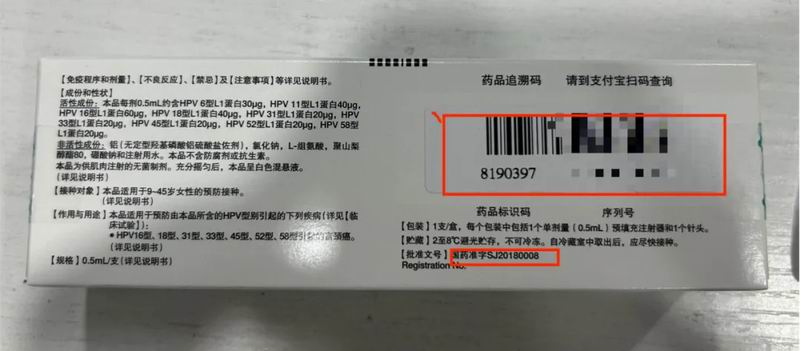 【免疫程序和剂量】、【不良反应】、【禁忌】及【注意事项】等详见说明书。
【成份和性状】
活性成份：本品每剂0.5mL约含HPV 6型L1蛋白30μg，HPV 11型L1蛋白40μg，
HPV 16型L1蛋白60μg，HPV 18型L1蛋白40μg，HPV 31型L1蛋白20μg，HPV
33型L1蛋白20μg，HPV 45型L1蛋白20μg，HPV 52型L1蛋白20μg，HPV 58型
L1蛋白20μg。
非活性成份：铝（无定型羟基磷酸铝硫酸盐佐剂），氯化钠，L-组氨酸，聚山梨
醇酯80，硼酸钠和注射用水。本品不含防腐剂或抗生素。
本品为供肌肉注射的无菌制剂。充分摇匀后，本品呈白色混悬液。
（详见说明书）
【接种对象】本品适用于9~45岁女性的预防接种。
（详见说明书）
【作用与用途】本品适用于预防由本品所含的HPV型别引起的下列疾病（详见【临
床试验】）：
●HPV16型、18型、31型、33型、45型、52型、58型引起的宫颈癌。
（详见说明书）
【规格】0.5mL/支（详见说明书）
药品追溯码 请到支付宝扫码查询
8190397
药品标识码 序列号
【包装】1支/盒，每个包装中包括1个单剂量（0.5mL）预填充注射器和1个针头。
【贮藏】2至8℃避光贮存，不可冷冻。自冷藏室中取出后，应尽快接种。
【批准文号】国药准字SJ20180008
Registration No.